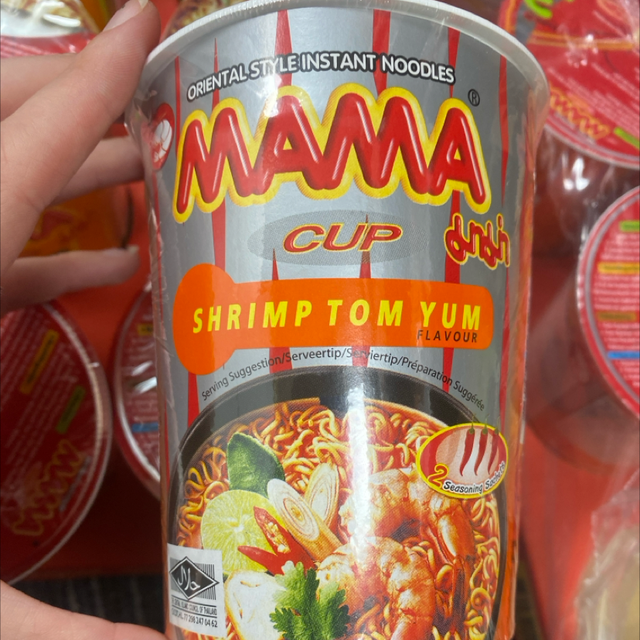 ORIENTAL STYLE INSTANT NOODLES
MAMA®
CUP
มาม่า
SHRIMP TOM YUM
FLAVOUR
Serving Suggestion/Serveertip/Serviertip/Préparation Suggérée
2
Seasoning Sachets
حلال